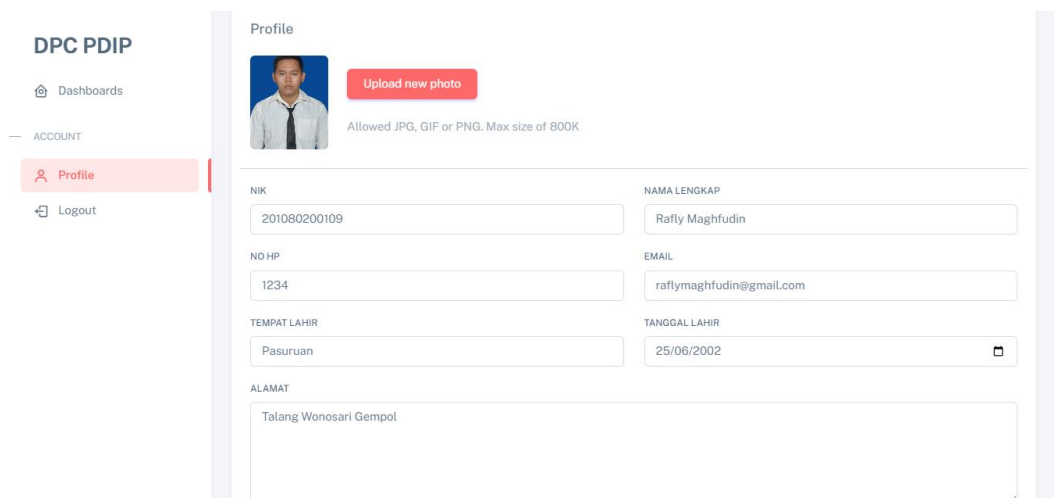 DPC PDIP
Dashboards
ACCOUNT
Profile
Logout
Profile
Upload new photo
Allowed JPG, GIF or PNG. Max size of 800K
NIK
201080200109
NAMA LENGKAP
Rafly Maghfudin
NO HP
1234
EMAIL
raflymaghfudin@gmail.com
TEMPAT LAHIR
Pasuruan
TANGGAL LAHIR
25/06/2002
ALAMAT
Talang Wonosari Gempol